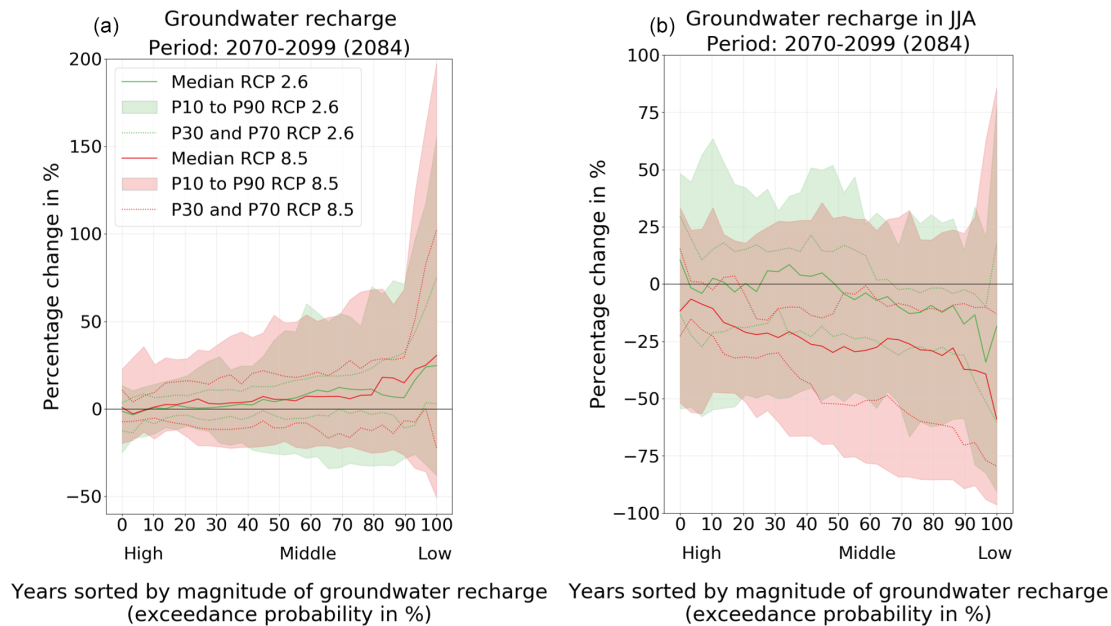 (a) Groundwater recharge
Period: 2070-2099 (2084)
Percentage change in %
200
150
100
50
0
−50
Median RCP 2.6
P10 to P90 RCP 2.6
P30 and P70 RCP 2.6
Median RCP 8.5
P10 to P90 RCP 8.5
P30 and P70 RCP 8.5
0 10 20 30 40 50 60 70 80 90 100
High Middle Low
Years sorted by magnitude of groundwater recharge
(exceedance probability in %)
(b) Groundwater recharge in JJA
Period: 2070-2099 (2084)
Percentage change in %
100
75
50
25
0
−25
−50
−75
−100
0 10 20 30 40 50 60 70 80 90 100
High Middle Low
Years sorted by magnitude of groundwater recharge
(exceedance probability in %)